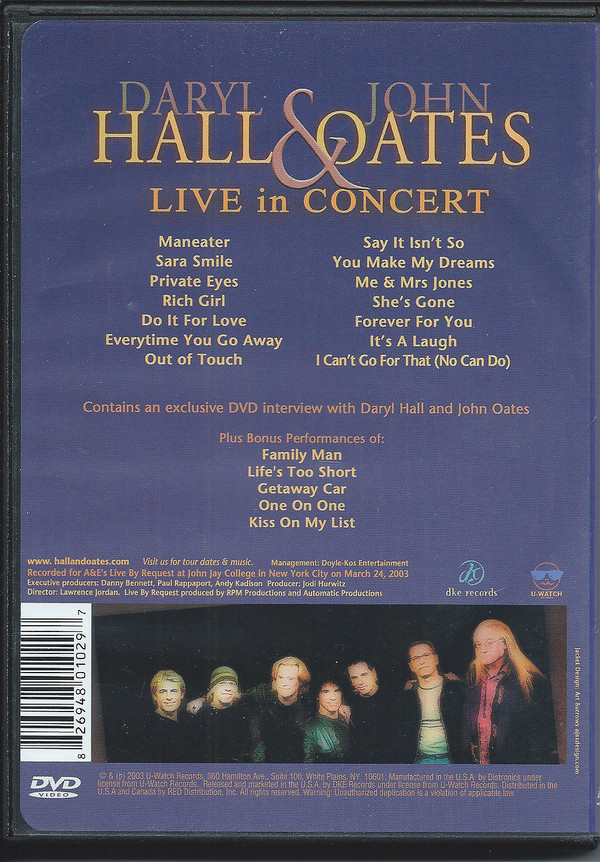 DARYL JOHN
HALL & OATES
LIVE in CONCERT
Maneater
Sara Smile
Private Eyes
Rich Girl
Do It For Love
Everytime You Go Away
Out of Touch
Say It Isn't So
You Make My Dreams
Me & Mrs Jones
She's Gone
Forever For You
It's A Laugh
I Can't Go For That (No Can Do)
Contains an exclusive DVD interview with Daryl Hall and John Oates
Plus Bonus Performances of:
Family Man
Life's Too Short
Getaway Car
One On One
Kiss On My List
www. hallandoates.com Visit us for tour dates & music. Management: Doyle-Kos Entertainment
Recorded for A&E's Live By Request at John Jay College in New York City on March 24, 2003
Executive producers: Danny Bennett, Paul Rappaport, Andy Kadison Producer: Jodi Hurwitz
Director: Lawrence Jordan. Live By Request produced by RPM Productions and Automatic Productions
dk
dke records
U-WATCH
8 26948 01029 7
Jacket Design: Art Burrows ajaxdesign.com
DVD
VIDEO
© & (p) 2003 U-Watch Records, 360 Hamilton Ave., Suite 100, White Plains, NY 10601. Manufactured in the U.S.A. by Distronics under
license from U-Watch Records. Released and marketed in the U.S.A. by DKE Records under license from U-Watch Records. Distributed in the
U.S.A and Canada by RED Distribution, Inc. All rights reserved. Warning: Unauthorized duplication is a violation of applicable law.